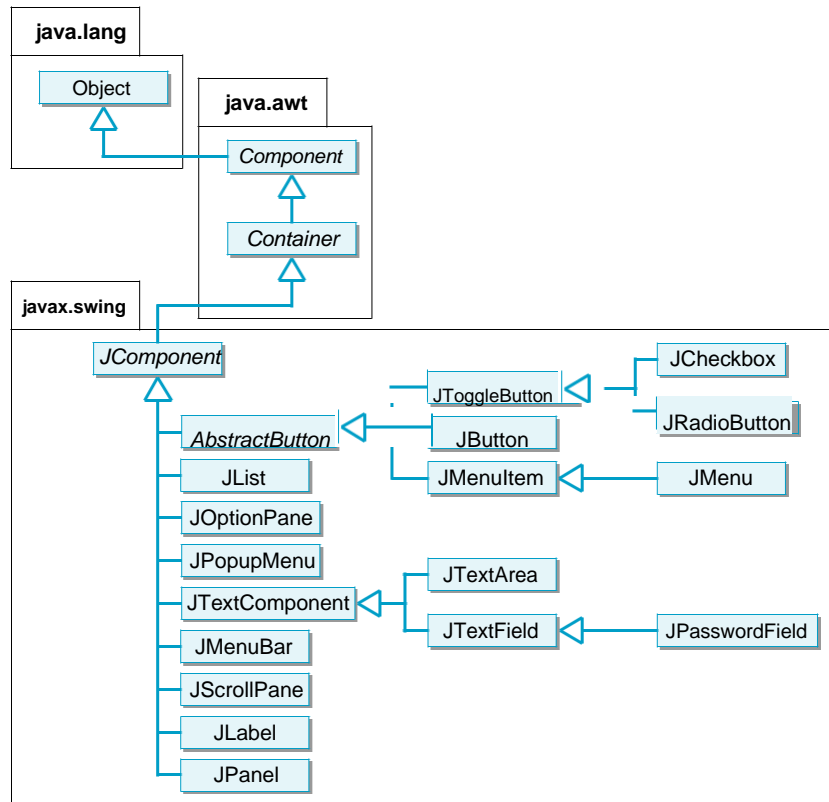 java.lang
Object
java.awt
Component
Container
javax.swing
JComponent
JCheckbox
JToggleButton
JRadioButton
AbstractButton
JButton
JList
JMenuItem
JMenu
JOptionPane
JPopupMenu
JTextArea
JTextComponent
JTextField
JPasswordField
JMenuBar
JScrollPane
JLabel
JPanel